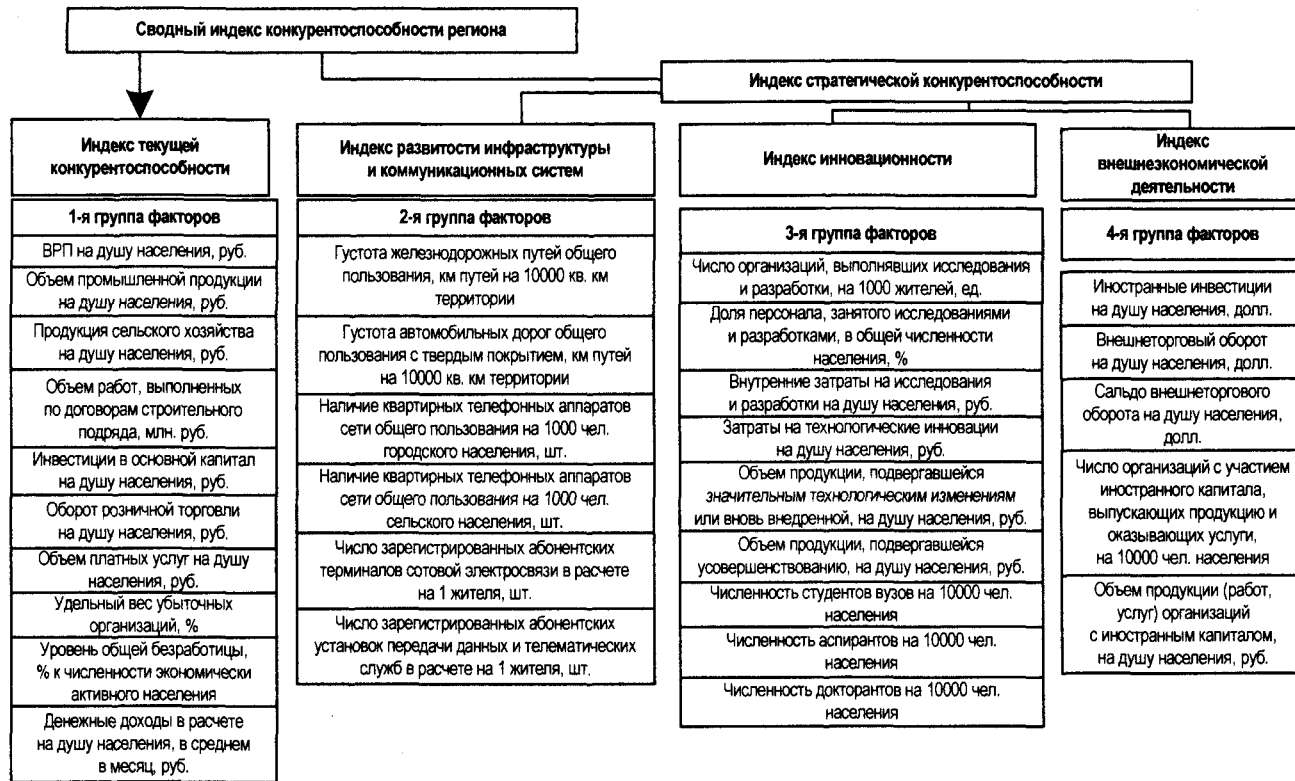 Сводный индекс конкурентоспособности региона
Индекс стратегической конкурентоспособности
Индекс текущей
конкурентоспособности
1-я группа факторов
ВРП на душу населения, руб.
Объем промышленной продукции
на душу населения, руб.
Продукция сельского хозяйства
на душу населения, руб.
Объем работ, выполненных
по договорам строительного
подряда, млн. руб.
Инвестиции в основной капитал
на душу населения, руб.
Оборот розничной торговли
на душу населения, руб.
Объем платных услуг на душу
населения, руб.
Удельный вес убыточных
организаций, %
Уровень общей безработицы,
% к численности экономически
активного населения
Денежные доходы в расчете
на душу населения, в среднем
в месяц, руб.
Индекс развитости инфраструктуры
и коммуникационных систем
2-я группа факторов
Густота железнодорожных путей общего
пользования, км путей на 10000 кв. км
территории
Густота автомобильных дорог общего
пользования с твердым покрытием, км путей
на 10000 кв. км территории
Наличие квартирных телефонных аппаратов
сети общего пользования на 1000 чел.
городского населения, шт.
Наличие квартирных телефонных аппаратов
сети общего пользования на 1000 чел.
сельского населения, шт.
Число зарегистрированных абонентских
терминалов сотовой электросвязи в расчете
на 1 жителя, шт.
Число зарегистрированных абонентских
установок передачи данных и телематических
служб в расчете на 1 жителя, шт.
Индекс инновационности
3-я группа факторов
Число организаций, выполнявших исследования
и разработки, на 1000 жителей, ед.
Доля персонала, занятого исследованиями
и разработками, в общей численности
населения, %
Внутренние затраты на исследования
и разработки на душу населения, руб.
Затраты на технологические инновации
на душу населения, руб.
Объем продукции, подвергавшейся
значительным технологическим изменениям
или вновь внедренной, на душу населения, руб.
Объем продукции, подвергавшейся
усовершенствованию, на душу населения, руб.
Численность студентов вузов на 10000 чел.
населения
Численность аспирантов на 10000 чел.
населения
Численность докторантов на 10000 чел.
населения
Индекс
внешнеэкономической
деятельности
4-я группа факторов
Иностранные инвестиции
на душу населения, долл.
Внешнеторговый оборот
на душу населения, долл.
Сальдо внешнеторгового
оборота на душу населения,
долл.
Число организаций с участием
иностранного капитала,
выпускающих продукцию и
оказывающих услуги,
на 10000 чел. населения
Объем продукции (работ,
услуг) организаций
с иностранным капиталом,
на душу населения, руб.